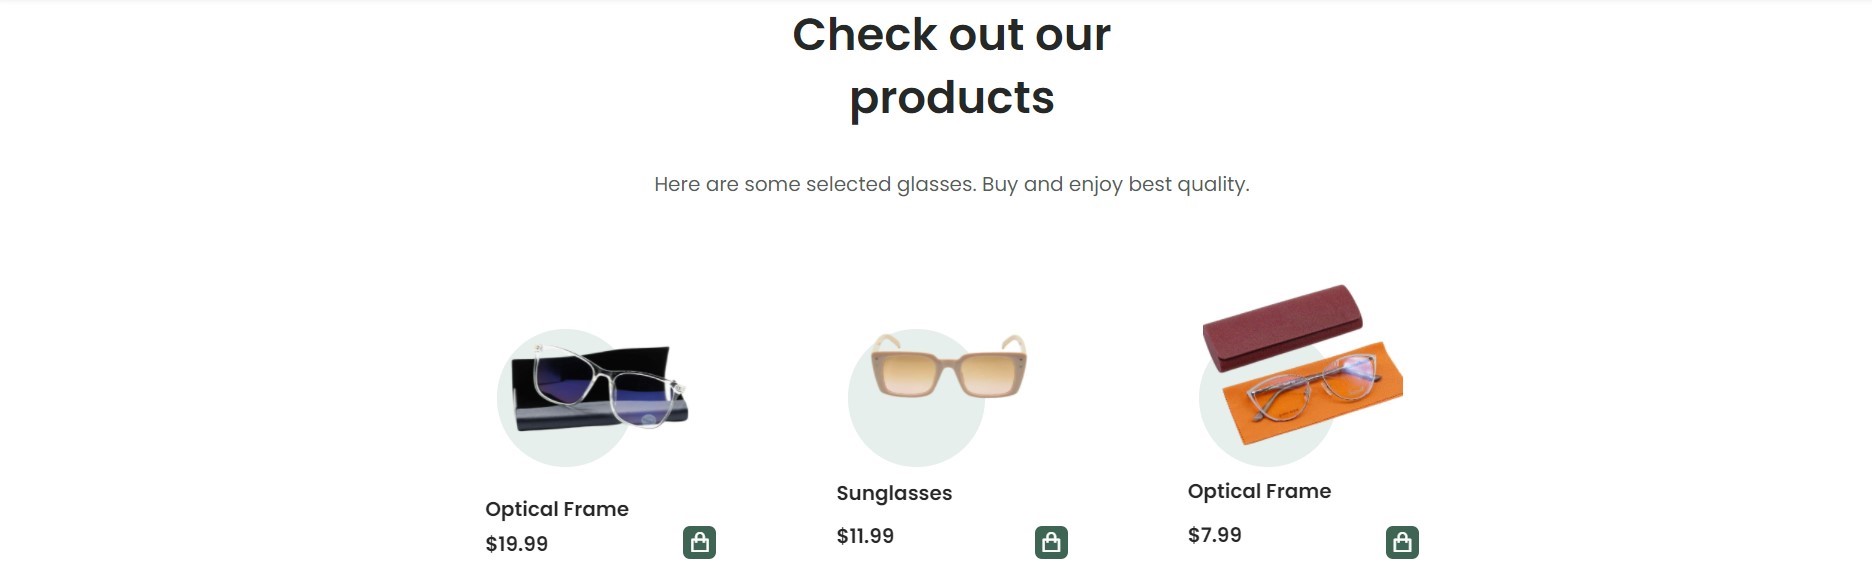 Check out our
products
Here are some selected glasses. Buy and enjoy best quality.
Optical Frame
$19.99
Sunglasses
$11.99
Optical Frame
$7.99